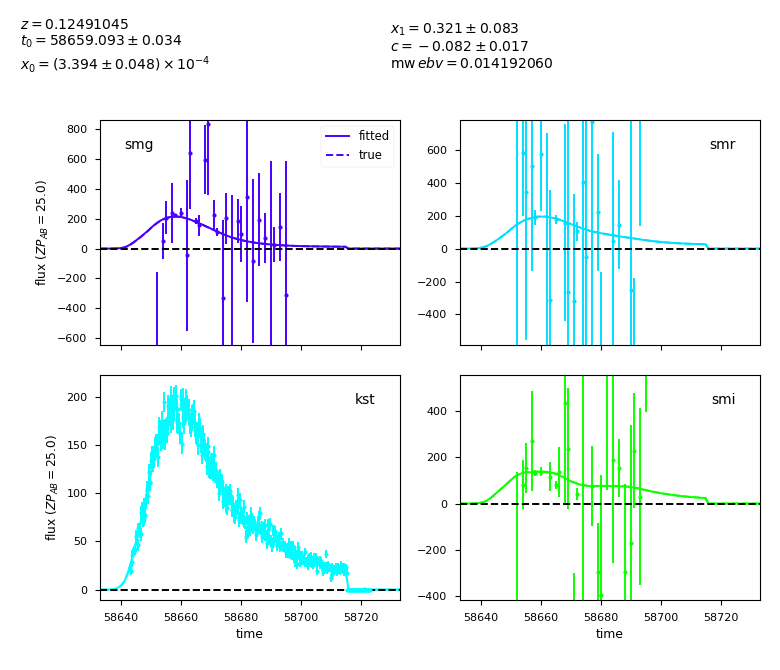 z = 0.12491045
t₀ = 58659.093 ± 0.034
x₀ = (3.394 ± 0.048) × 10⁻⁴
x₁ = 0.321 ± 0.083
c = −0.082 ± 0.017
mw ebv = 0.014192060
smg
fitted
true
800
600
400
200
0
−200
−400
−600
flux (ZP_AB = 25.0)
smr
600
400
200
0
−200
−400
kst
200
150
100
50
0
flux (ZP_AB = 25.0)
58640 58660 58680 58700 58720
time
smi
400
200
0
−200
−400
58640 58660 58680 58700 58720
time